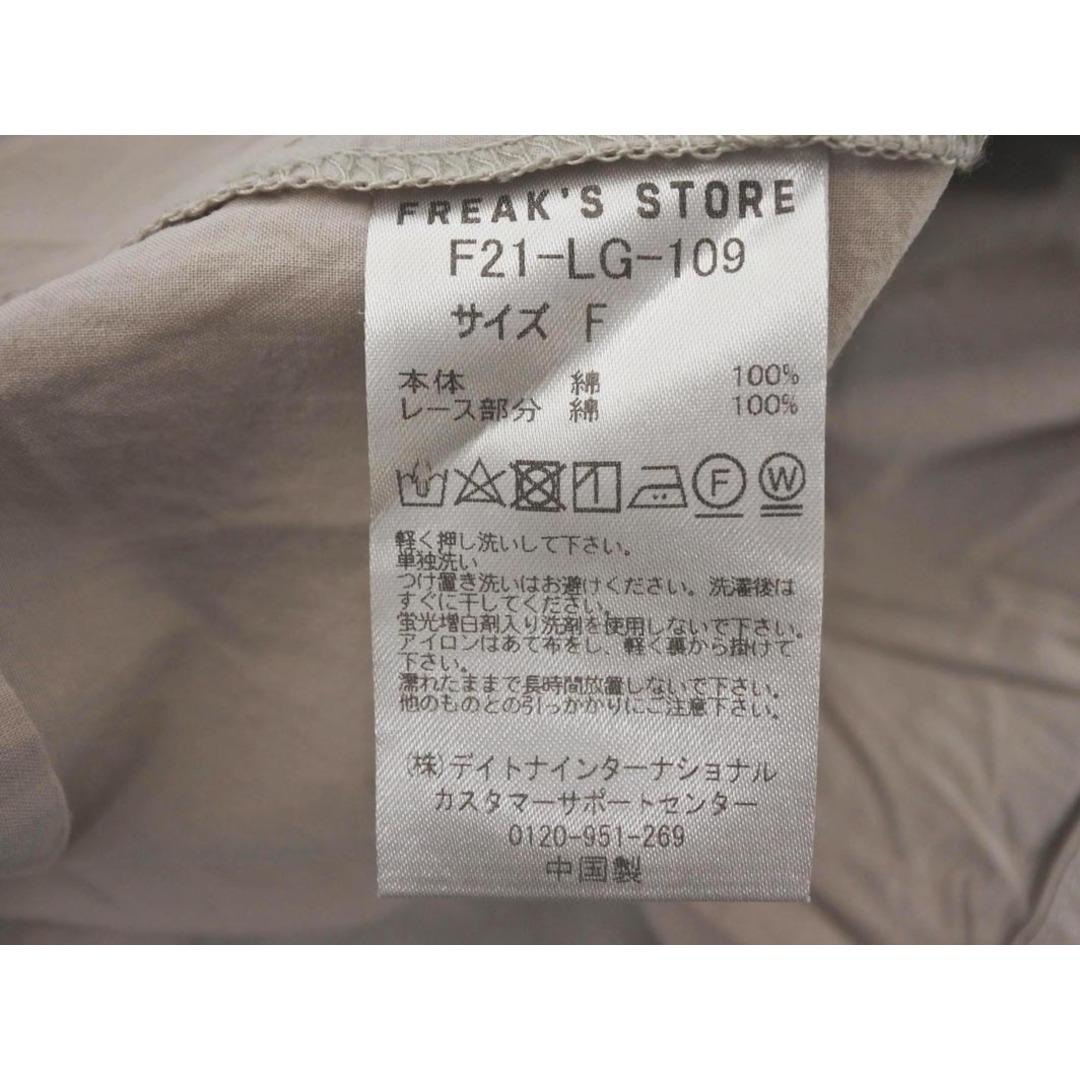 FREAK'S STORE
F21-LG-109
サイズ F
本体 綿 100%
レース部分 綿 100%
F W
軽く押し洗いして下さい。
単独洗い
つけ置き洗いはお避けください。洗濯後は
すぐに干してください。
蛍光増白剤入り洗剤を使用しないで下さい。
アイロンはあて布をし、軽く裏から掛けて
下さい。
濡れたままで長時間放置しないで下さい。
他のものとの引っかかりにご注意下さい。
(株)デイトナインターナショナル
カスタマーサポートセンター
0120-951-269
中国製